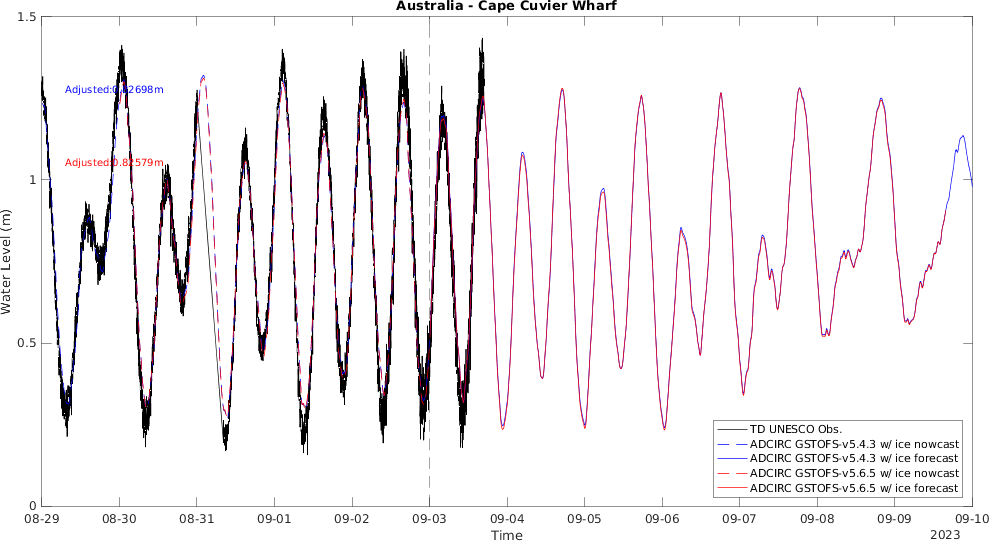 Australia - Cape Cuvier Wharf
Water Level (m)
1.5
1
0.5
0
Adjusted:0.82698m
Adjusted:0.82579m
TD UNESCO Obs.
ADCIRC GSTOFS-v5.4.3 w/ ice nowcast
ADCIRC GSTOFS-v5.4.3 w/ ice forecast
ADCIRC GSTOFS-v5.6.5 w/ ice nowcast
ADCIRC GSTOFS-v5.6.5 w/ ice forecast
08-29 08-30 08-31 09-01 09-02 09-03 09-04 09-05 09-06 09-07 09-08 09-09 09-10
Time
2023